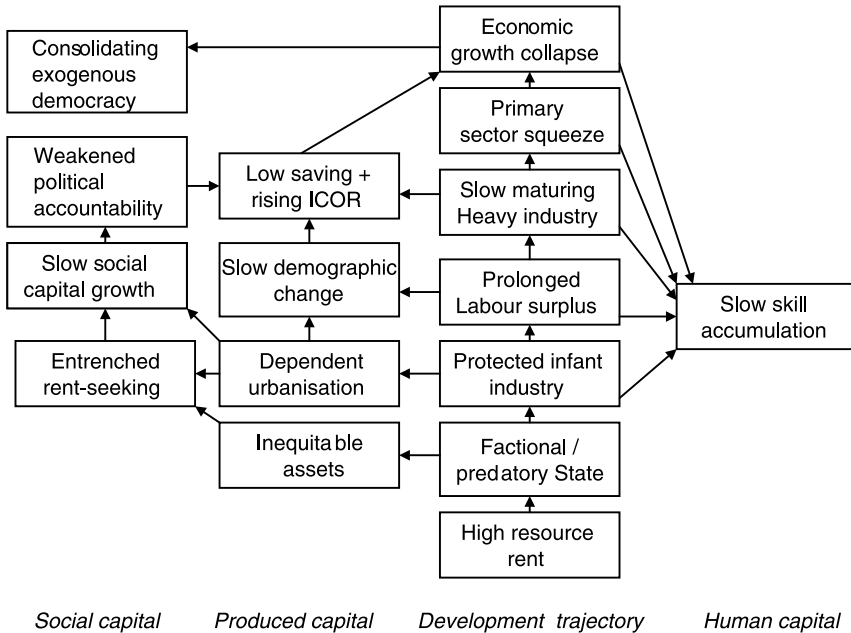 Consolidating
exogenous
democracy
Economic
growth collapse
Primary
sector squeeze
Weakened
political
accountability
Low saving +
rising ICOR
Slow maturing
Heavy industry
Slow social
capital growth
Slow demographic
change
Prolonged
Labour surplus
Slow skill
accumulation
Entrenched
rent-seeking
Dependent
urbanisation
Protected infant
industry
Inequitable
assets
Factional /
predatory State
High resource
rent
Social capital
Produced capital
Development trajectory
Human capital